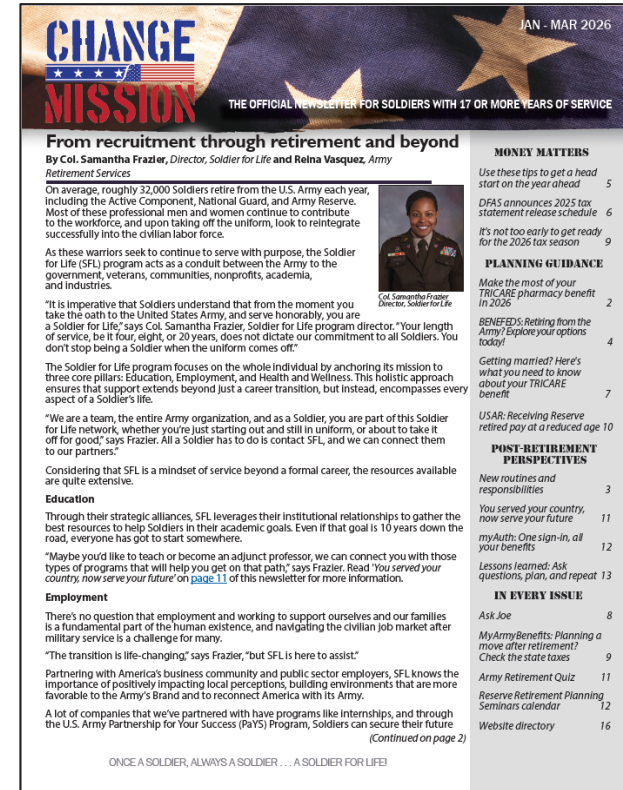 CHANGE
of
MISSION
JAN - MAR 2026
THE OFFICIAL NEWSLETTER FOR SOLDIERS WITH 17 OR MORE YEARS OF SERVICE
From recruitment through retirement and beyond
By Col. Samantha Frazier, Director, Soldier for Life and Reina Vasquez, Army
Retirement Services
On average, roughly 32,000 Soldiers retire from the U.S. Army each year,
including the Active Component, National Guard, and Army Reserve.
Most of these professional men and women continue to contribute
to the workforce, and upon taking off the uniform, look to reintegrate
successfully into the civilian labor force.
As these warriors seek to continue to serve with purpose, the Soldier
for Life (SFL) program acts as a conduit between the Army to the
government, veterans, communities, nonprofits, academia,
and industries.
Col. Samantha Frazier
Director, Soldier for Life
“It is imperative that Soldiers understand that from the moment you
take the oath to the United States Army, and serve honorably, you are
a Soldier for Life,” says Col. Samantha Frazier, Soldier for Life program director. “Your length
of service, be it four, eight, or 20 years, does not dictate our commitment to all Soldiers. You
don’t stop being a Soldier when the uniform comes off.”
The Soldier for Life program focuses on the whole individual by anchoring its mission to
three core pillars: Education, Employment, and Health and Wellness. This holistic approach
ensures that support extends beyond just a career transition, but instead, encompasses every
aspect of a Soldier’s life.
“We are a team, the entire Army organization, and as a Soldier, you are part of this Soldier
for Life network, whether you’re just starting out and still in uniform, or about to take it
off for good,” says Frazier. All a Soldier has to do is contact SFL, and we can connect them
to our partners.”
Considering that SFL is a mindset of service beyond a formal career, the resources available
are quite extensive.
Education
Through their strategic alliances, SFL leverages their institutional relationships to gather the
best resources to help Soldiers in their academic goals. Even if that goal is 10 years down the
road, everyone has got to start somewhere.
“Maybe you’d like to teach or become an adjunct professor, we can connect you with those
types of programs that will help you get on that path,” says Frazier. Read ‘You served your
country, now serve your future’ on page 11 of this newsletter for more information.
Employment
There’s no question that employment and working to support ourselves and our families
is a fundamental part of the human existence, and navigating the civilian job market after
military service is a challenge for many.
“The transition is life-changing,” says Frazier, “but SFL is here to assist.”
Partnering with America’s business community and public sector employers, SFL knows the
importance of positively impacting local perceptions, building environments that are more
favorable to the Army’s Brand and to reconnect America with its Army.
A lot of companies that we’ve partnered with have programs like internships, and through
the U.S. Army Partnership for Your Success (PaYS) Program, Soldiers can secure their future
(Continued on page 2)
MONEY MATTERS
Use these tips to get a head
start on the year ahead 5
DFAS announces 2025 tax
statement release schedule 6
It's not too early to get ready
for the 2026 tax season 9
PLANNING GUIDANCE
Make the most of your
TRICARE pharmacy benefit
in 2026 2
BENEFEDS: Retiring from the
Army? Explore your options
today! 4
Getting married? Here's
what you need to know
about your TRICARE
benefit 7
USAR: Receiving Reserve
retired pay at a reduced age 10
POST-RETIREMENT
PERSPECTIVES
New routines and
responsibilities 3
You served your country,
now serve your future 11
myAuth: One sign-in, all
your benefits 12
Lessons learned: Ask
questions, plan, and repeat 13
IN EVERY ISSUE
Ask Joe 8
MyArmyBenefits: Planning a
move after retirement?
Check the state taxes 9
Army Retirement Quiz 11
Reserve Retirement Planning
Seminars calendar 12
Website directory 16
ONCE A SOLDIER, ALWAYS A SOLDIER . . . A SOLDIER FOR LIFE!